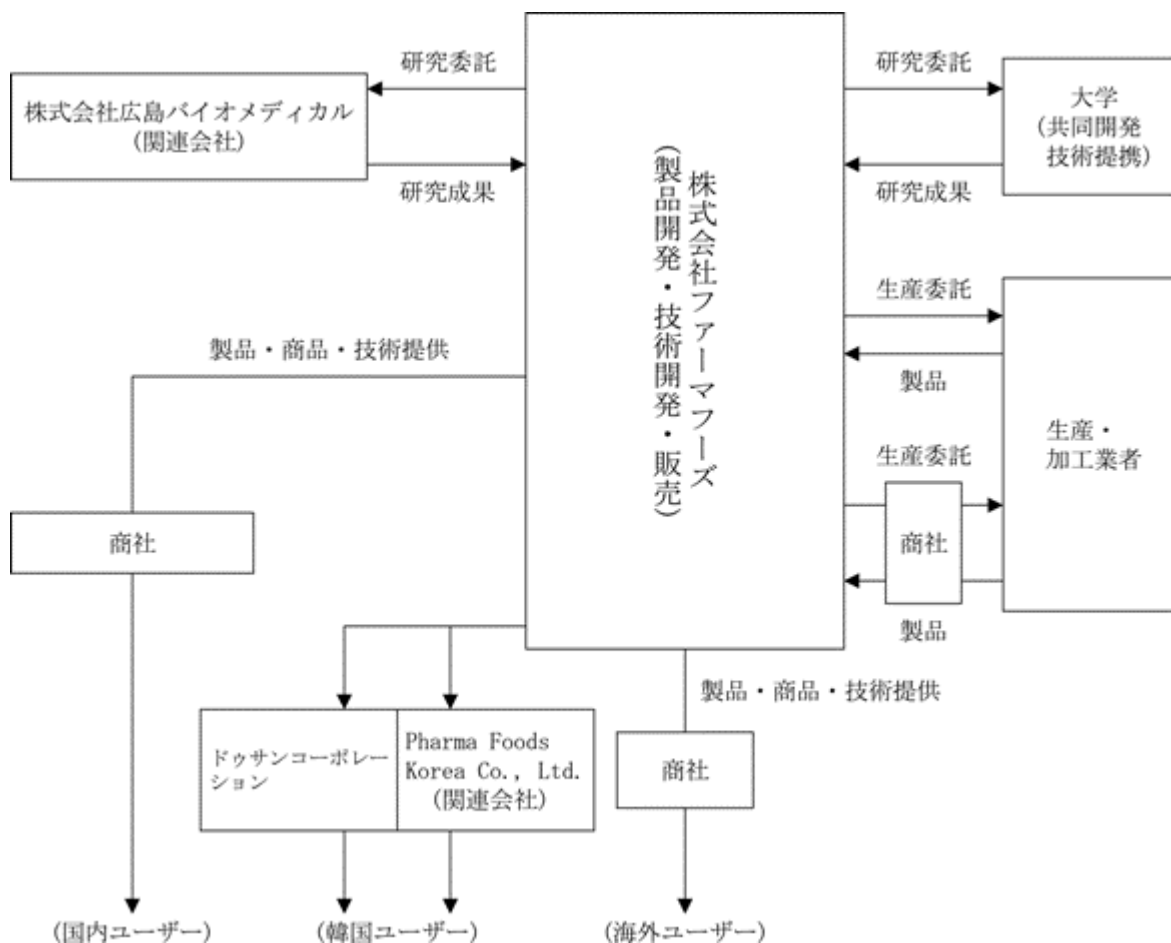 研究委託
株式会社広島バイオメディカル
(関連会社)
研究成果
株式会社ファーマフーズ
(製品開発・技術開発・販売)
研究委託
大学
(共同開発
技術提携)
研究成果
生産委託
製品
生産・
加工業者
生産委託
商社
製品
製品・商品・技術提供
商社
ドゥサンコーポレー
ション
Pharma Foods
Korea Co., Ltd.
(関連会社)
製品・商品・技術提供
商社
(国内ユーザー)
(韓国ユーザー)
(海外ユーザー)